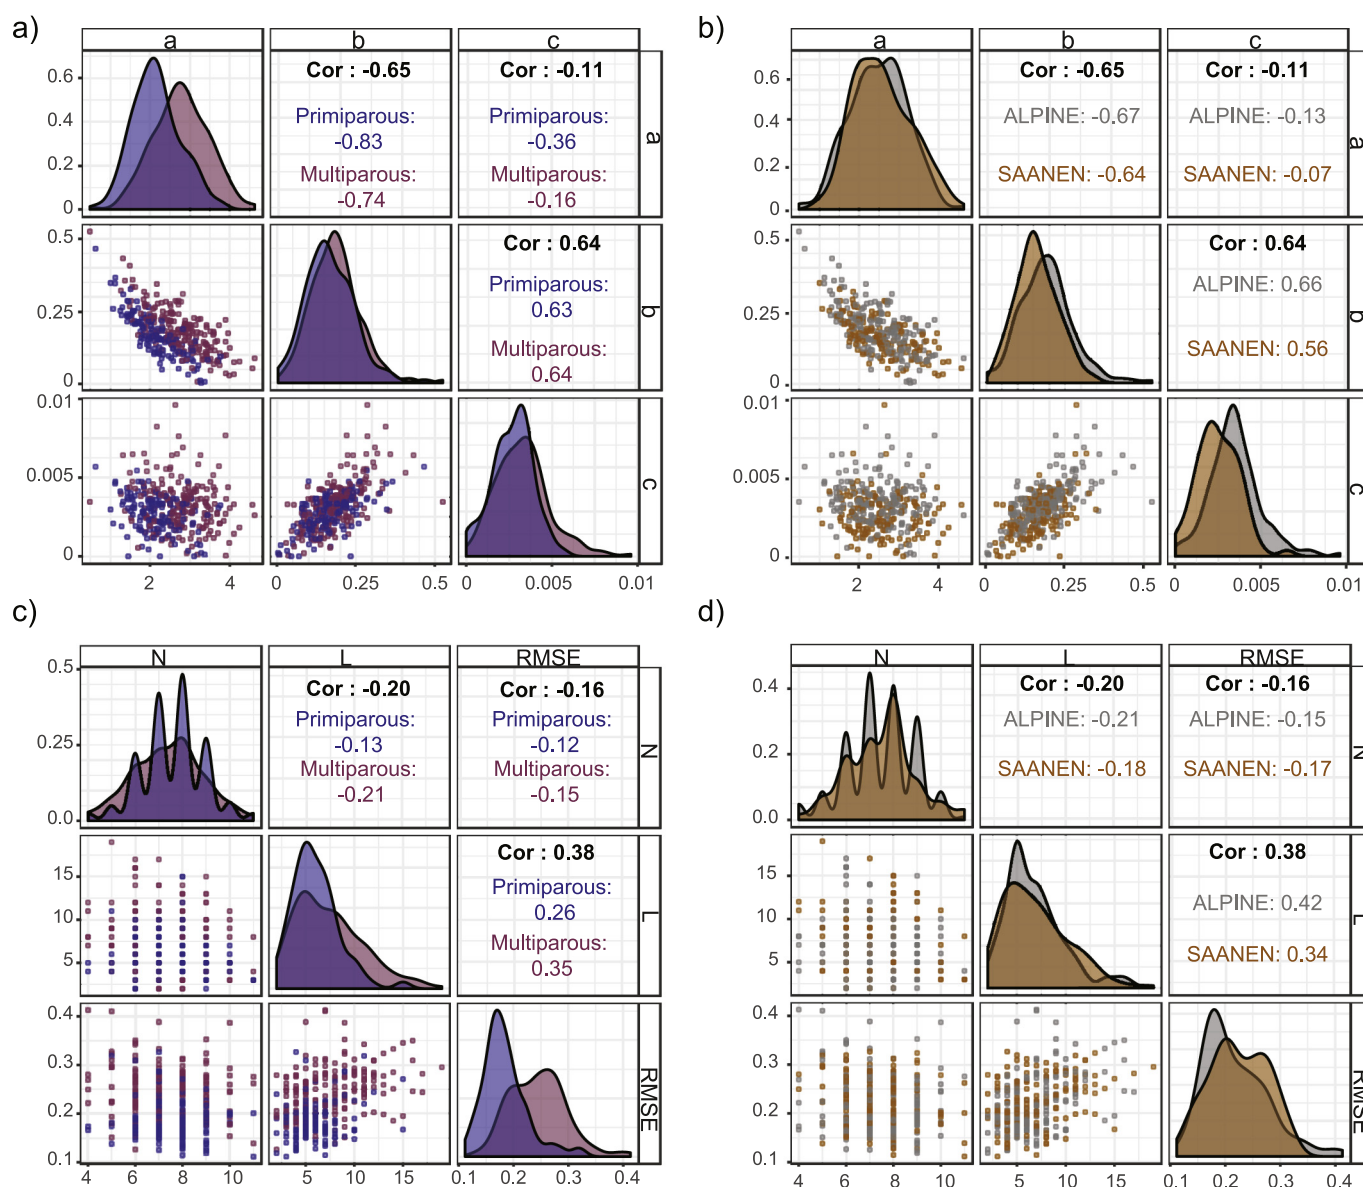 a)
a
b
c
0.6
0.4
0.2
0
Cor : -0.65
Primiparous:
-0.83
Multiparous:
-0.74
Cor : -0.11
Primiparous:
-0.36
Multiparous:
-0.16
a
0.5
0.25
0
Cor : 0.64
Primiparous:
0.63
Multiparous:
0.64
b
0.01
0.005
0
c
2
4
0
0.25
0.5
0
0.005
0.01
b)
a
b
c
0.6
0.4
0.2
0
Cor : -0.65
ALPINE: -0.67
SAANEN: -0.64
Cor : -0.11
ALPINE: -0.13
SAANEN: -0.07
a
0.5
0.25
0
Cor : 0.64
ALPINE: 0.66
SAANEN: 0.56
b
0.01
0.005
0
c
2
4
0
0.25
0.5
0
0.005
0.01
c)
N
L
RMSE
0.5
0.25
0.0
Cor : -0.20
Primiparous:
-0.13
Multiparous:
-0.21
Cor : -0.16
Primiparous:
-0.12
Multiparous:
-0.15
N
15
10
5
Cor : 0.38
Primiparous:
0.26
Multiparous:
0.35
L
0.4
0.3
0.2
0.1
RMSE
4
6
8
10
5
10
15
0.1
0.2
0.3
0.4
d)
N
L
RMSE
0.4
0.2
0.0
Cor : -0.20
ALPINE: -0.21
SAANEN: -0.18
Cor : -0.16
ALPINE: -0.15
SAANEN: -0.17
N
15
10
5
Cor : 0.38
ALPINE: 0.42
SAANEN: 0.34
L
0.4
0.3
0.2
0.1
RMSE
4
6
8
10
5
10
15
0.1
0.2
0.3
0.4